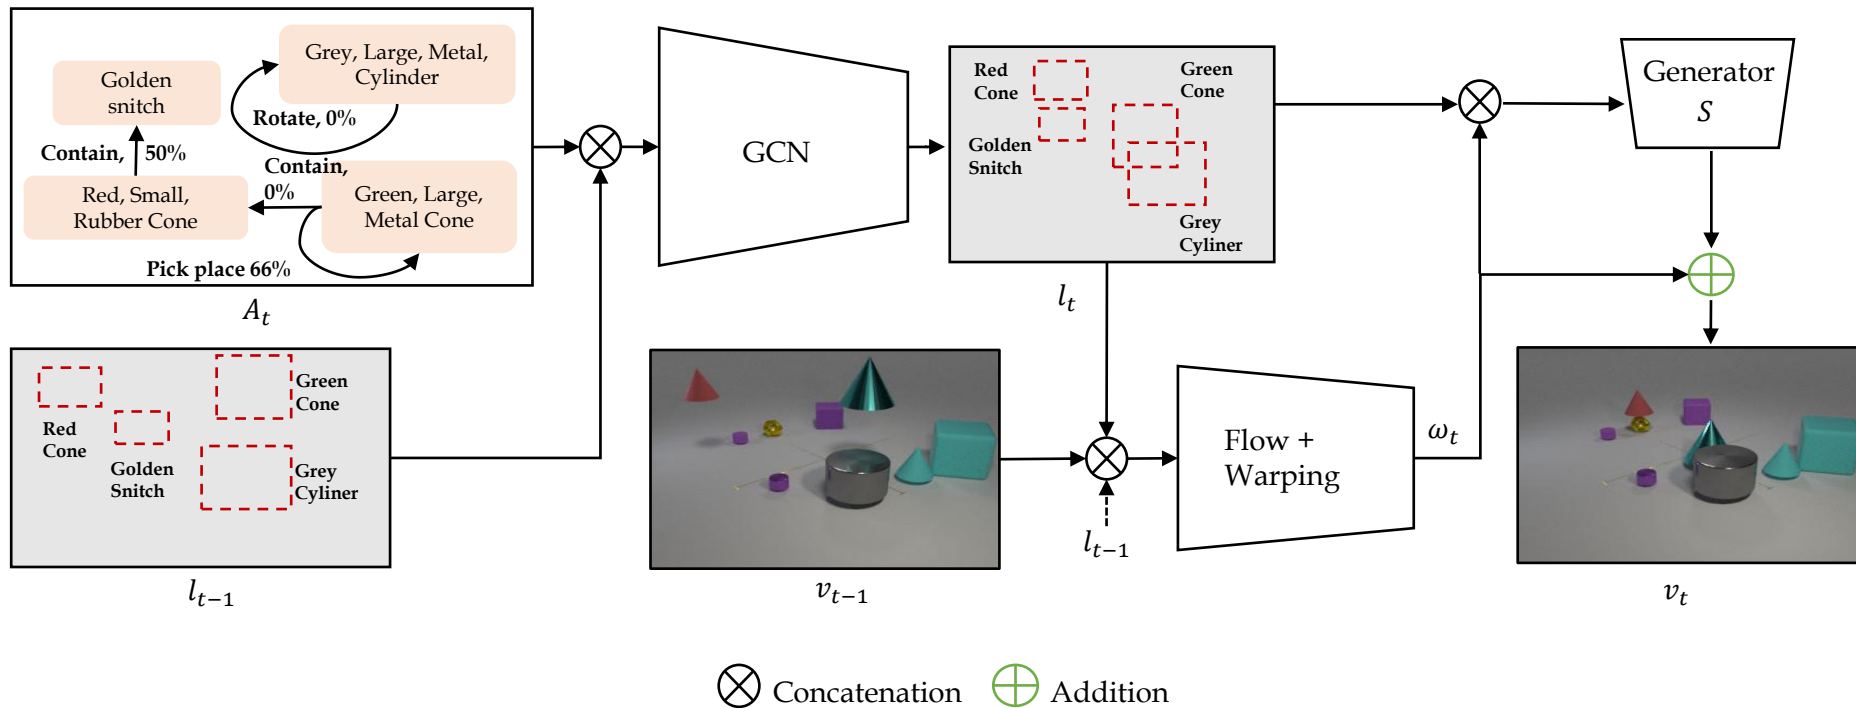 Golden
snitch
Grey, Large, Metal,
Cylinder
Rotate, 0%
Contain, 50%
Contain,
0%
Red, Small,
Rubber Cone
Green, Large,
Metal Cone
Pick place 66%
A_t
GCN
Red
Cone
Green
Cone
Golden
Snitch
Grey
Cyliner
l_t
Generator
S
Green
Cone
Red
Cone
Golden
Snitch
Grey
Cyliner
l_{t-1}
v_{t-1}
l_{t-1}
Flow +
Warping
ω_t
v_t
Concatenation
Addition